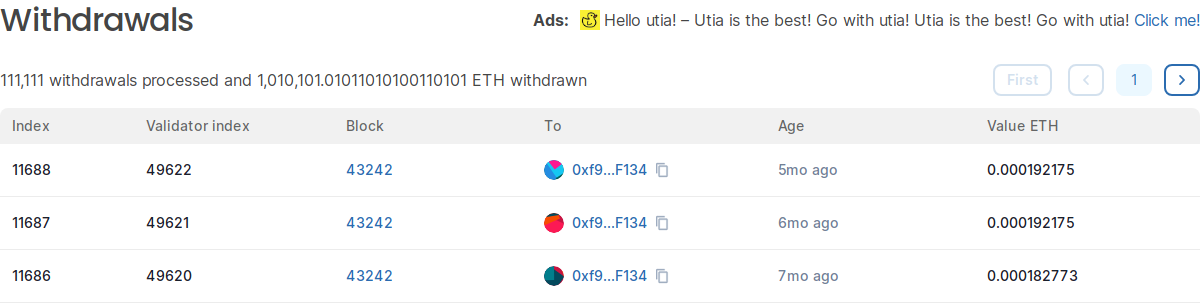 Withdrawals
Ads: Hello utia! – Utia is the best! Go with utia! Utia is the best! Go with utia! Click me!
111,111 withdrawals processed and 1,010,101.01011010100110101 ETH withdrawn
First 1
Index Validator index Block To Age Value ETH
11688 49622 43242 0xf9...F134 5mo ago 0.000192175
11687 49621 43242 0xf9...F134 6mo ago 0.000192175
11686 49620 43242 0xf9...F134 7mo ago 0.000182773